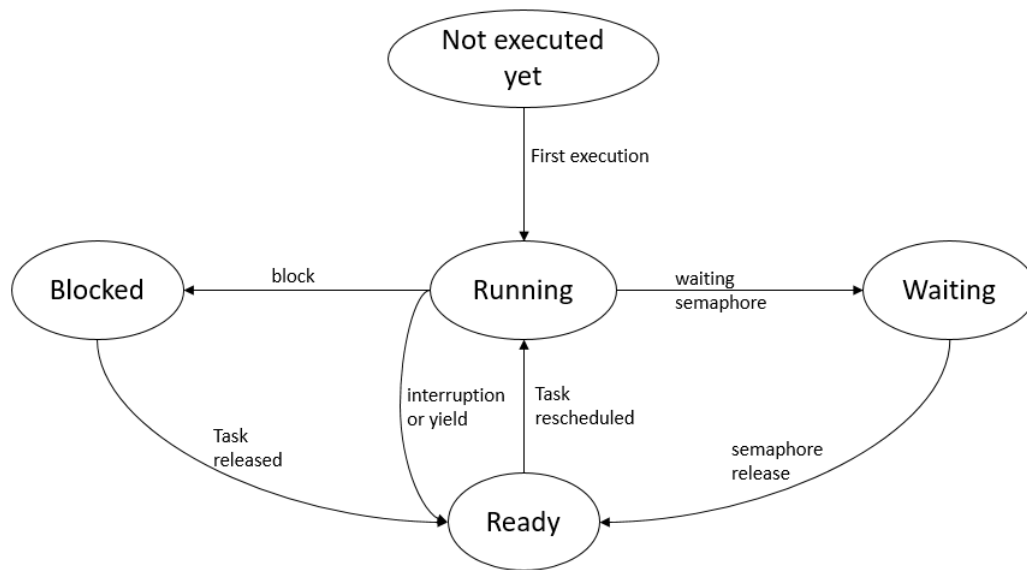 Not executed
yet
First execution
Blocked
block
Running
waiting
semaphore
Waiting
Task
released
interruption
or yield
Task
rescheduled
semaphore
release
Ready